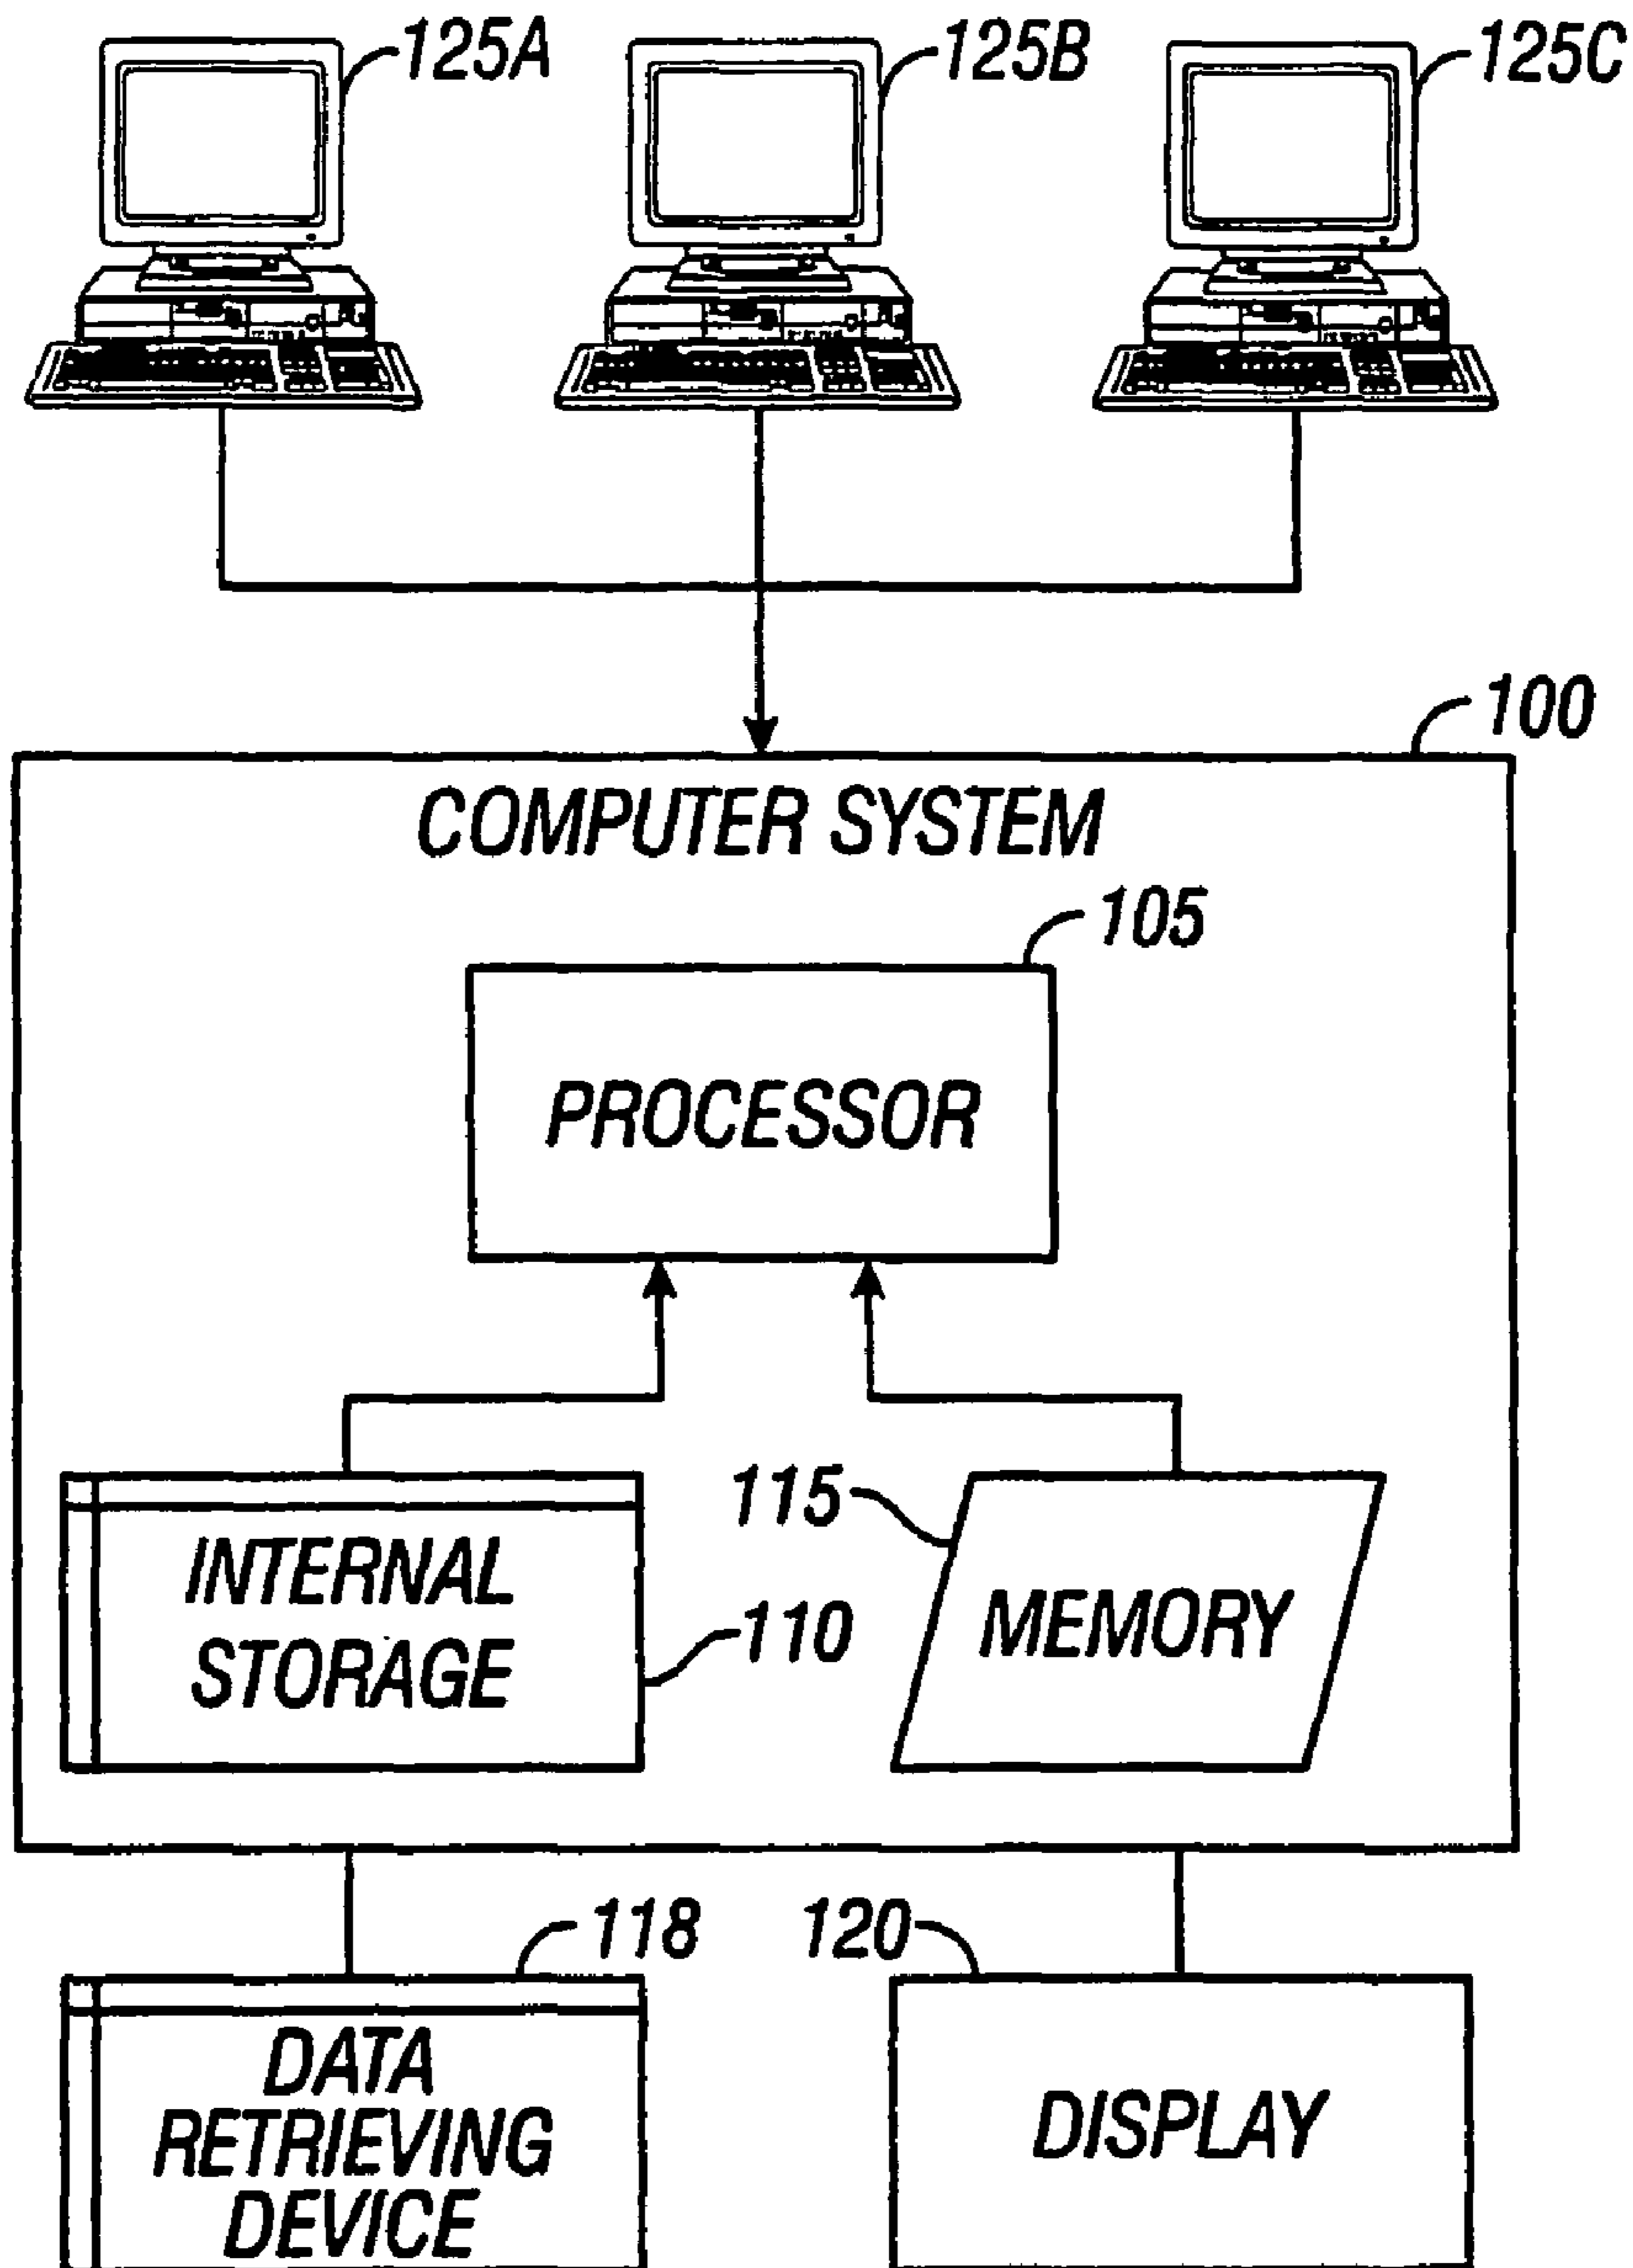 125A
125B
125C
100
COMPUTER SYSTEM
105
PROCESSOR
115
INTERNAL
STORAGE
110
MEMORY
118
120
DATA
RETRIEVING
DEVICE
DISPLAY